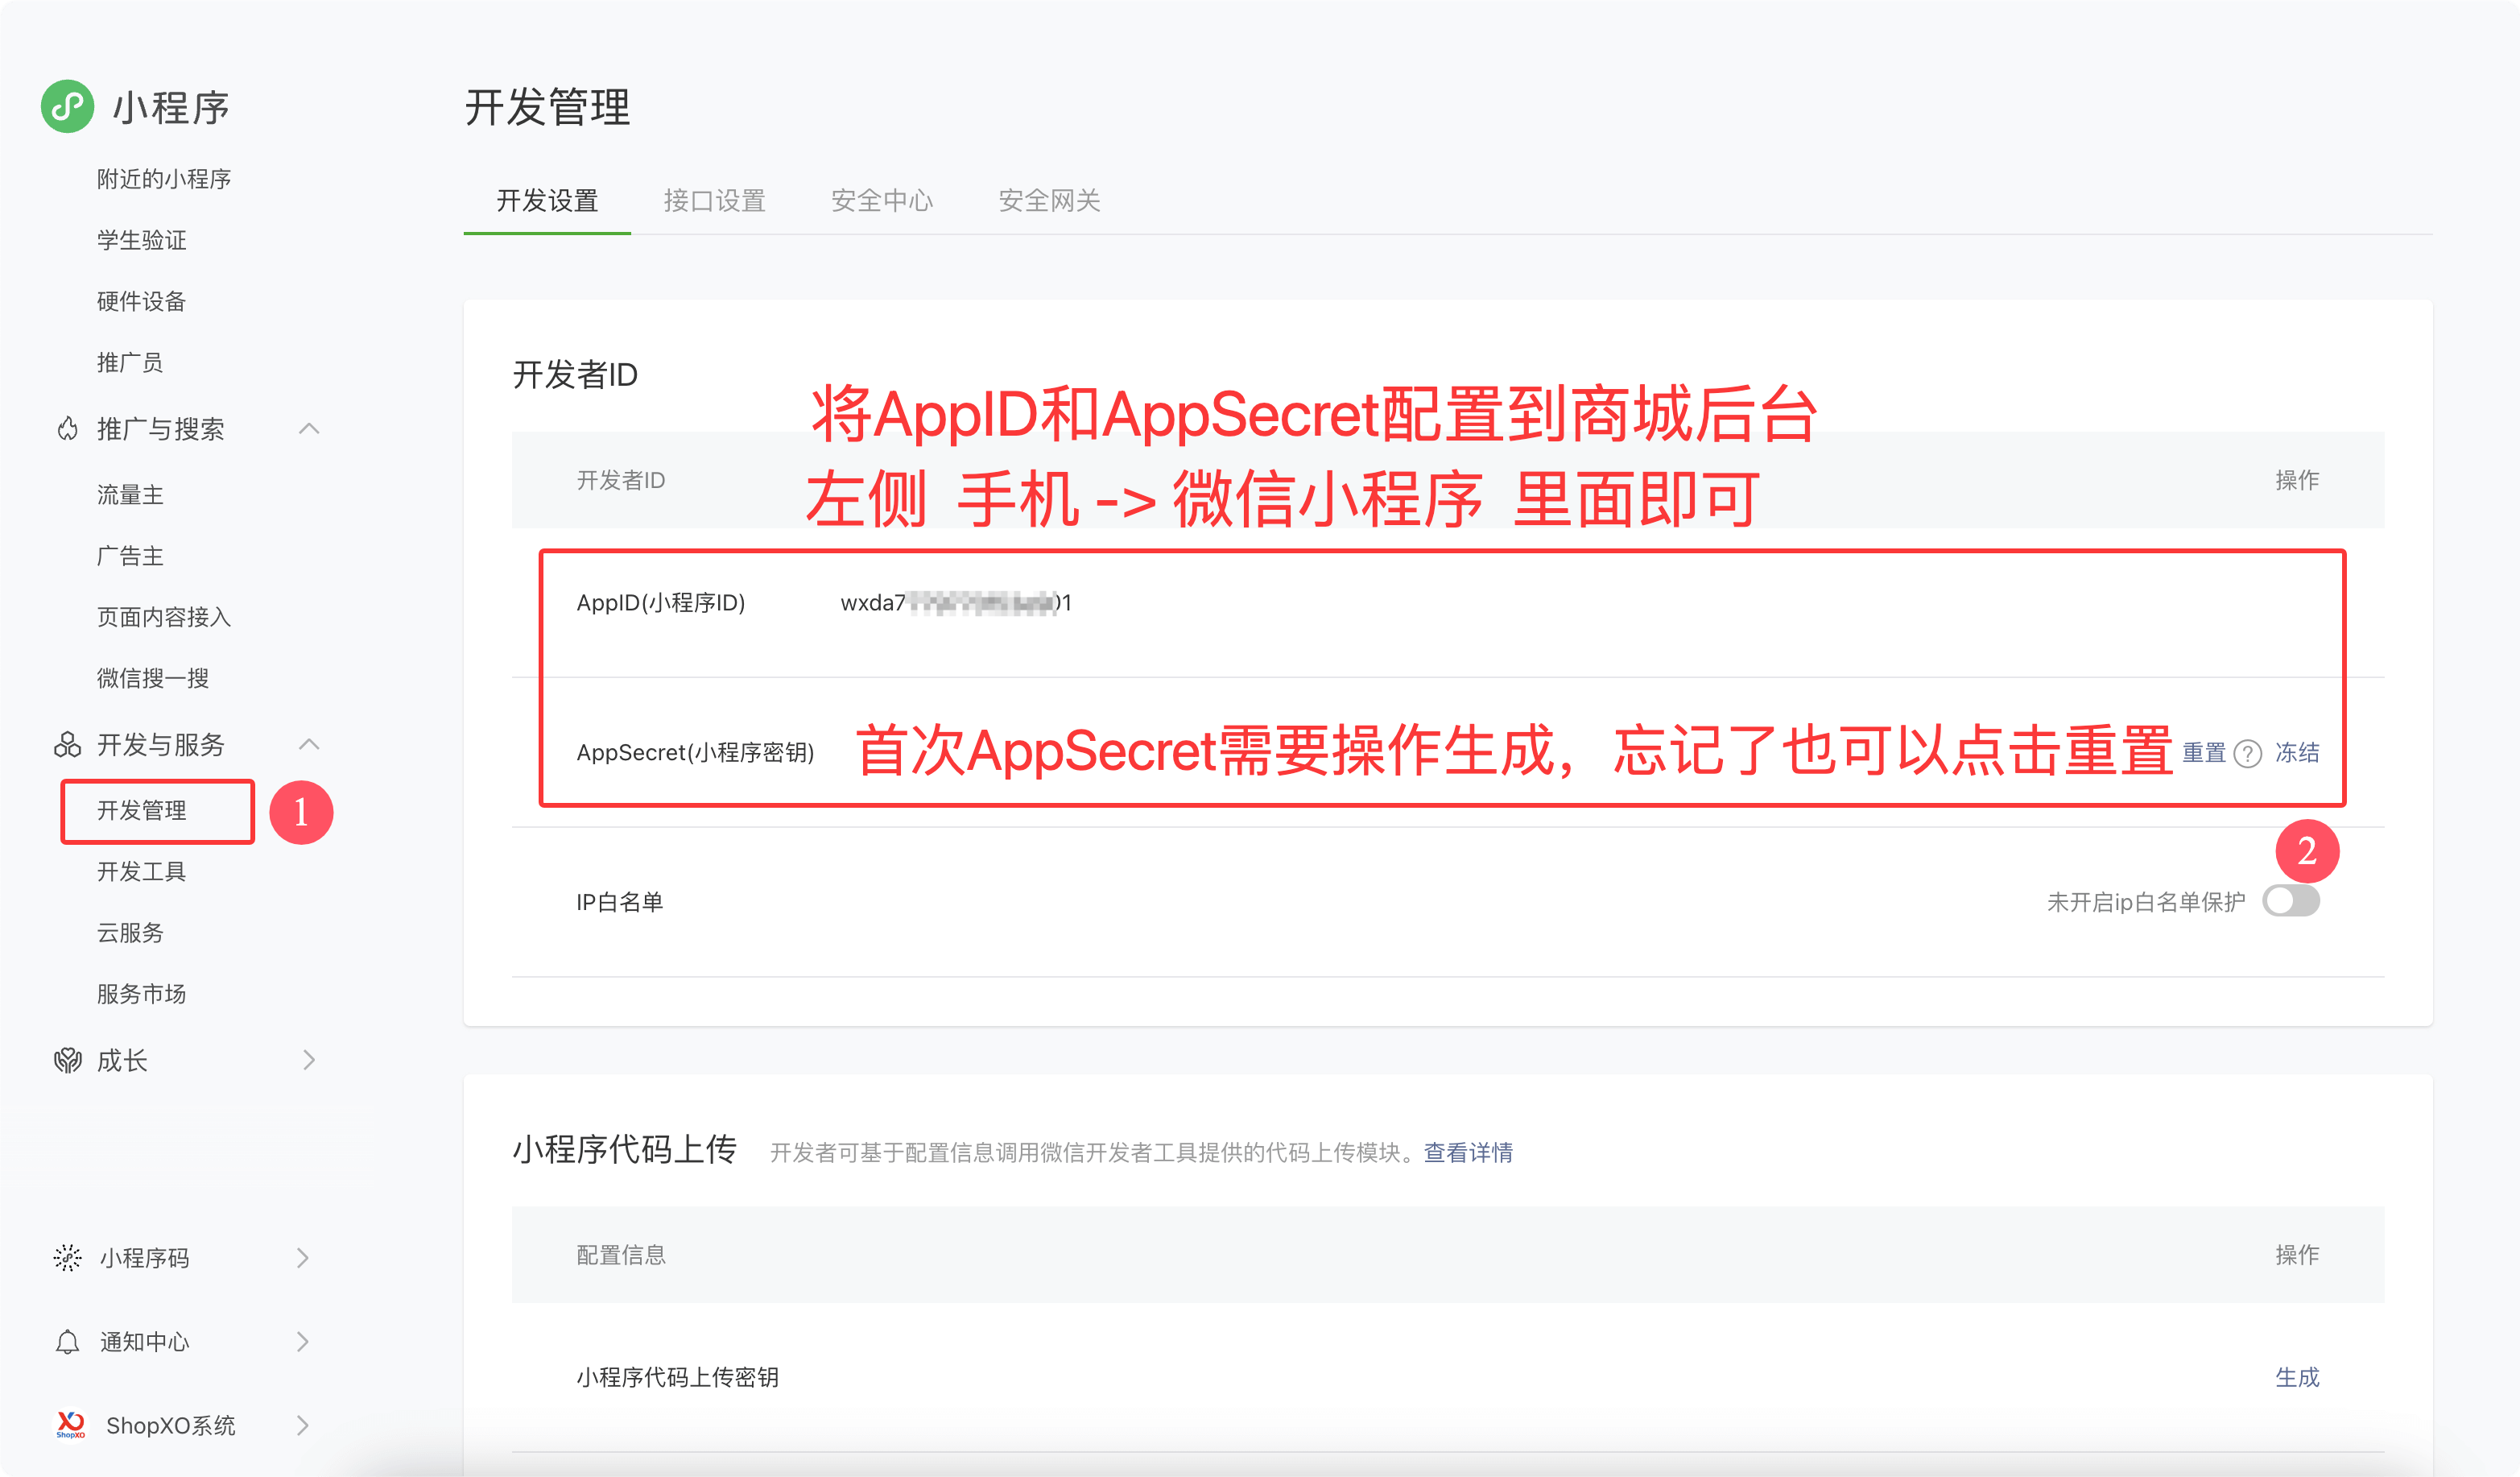 小程序
附近的小程序
学生验证
硬件设备
推广员
推广与搜索
流量主
广告主
页面内容接入
微信搜一搜
开发与服务
开发管理
1
开发工具
云服务
服务市场
成长
小程序码
通知中心
XO
ShopXO
ShopXO系统
开发管理
开发设置 接口设置 安全中心 安全网关
开发者ID
将AppID和AppSecret配置到商城后台
开发者ID 操作
左侧 手机 -> 微信小程序 里面即可
AppID(小程序ID) wxda7 01
AppSecret(小程序密钥) 首次AppSecret需要操作生成，忘记了也可以点击重置 重置 ? 冻结
2
IP白名单 未开启ip白名单保护
小程序代码上传 开发者可基于配置信息调用微信开发者工具提供的代码上传模块。查看详情
配置信息 操作
小程序代码上传密钥 生成